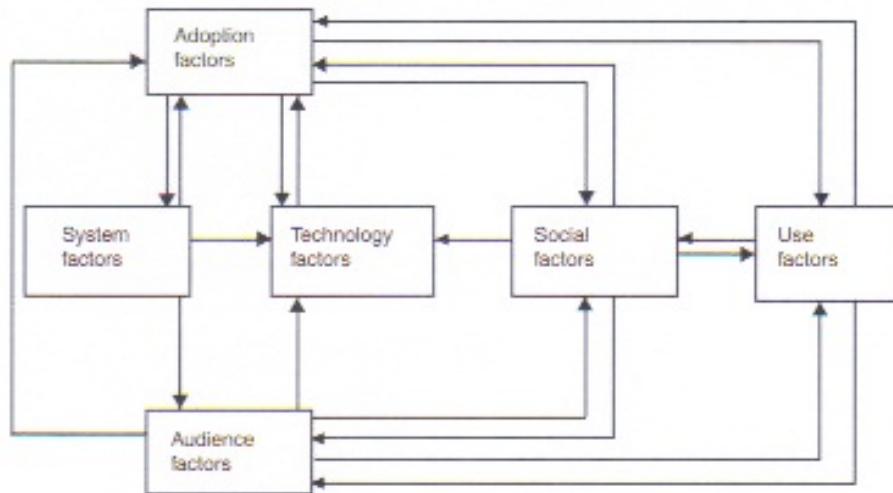 Adoption
factors
System
factors
Technology
factors
Social
factors
Use
factors
Audience
factors